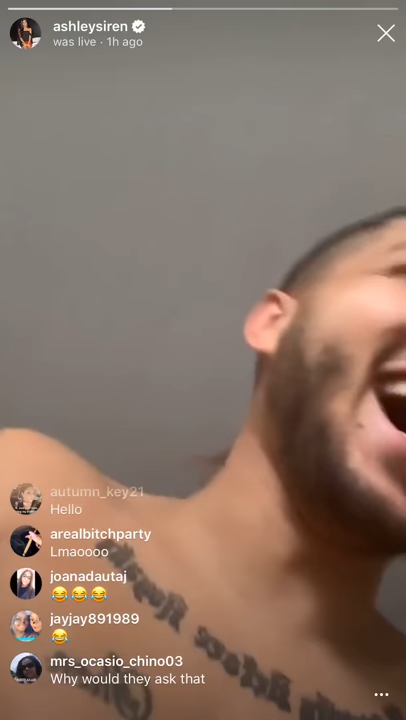 ashleysiren
was live · 1h ago
autumn_key21
Hello
arealbitchparty
Lmaoooo
joanadautaj
😂😂😂
jayjay891989
😂
mrs_ocasio_chino03
Why would they ask that